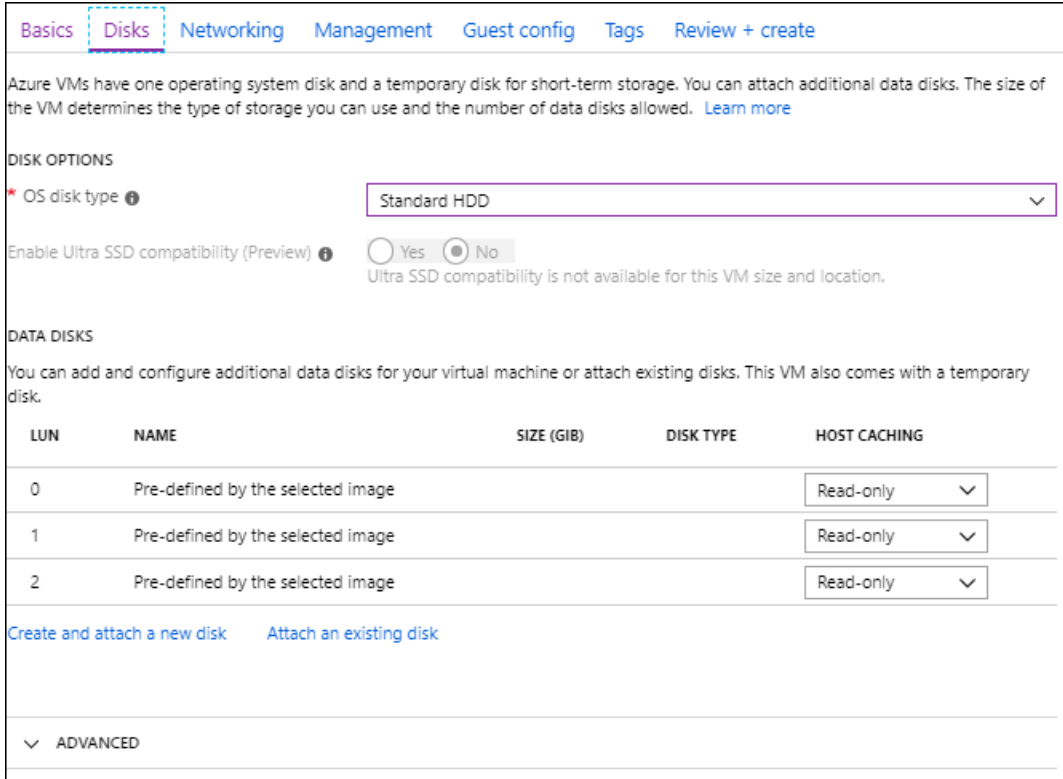 Basics Disks Networking Management Guest config Tags Review + create
Azure VMs have one operating system disk and a temporary disk for short-term storage. You can attach additional data disks. The size of
the VM determines the type of storage you can use and the number of data disks allowed. Learn more
DISK OPTIONS
* OS disk type Standard HDD
Enable Ultra SSD compatibility (Preview) Yes No
Ultra SSD compatibility is not available for this VM size and location.
DATA DISKS
You can add and configure additional data disks for your virtual machine or attach existing disks. This VM also comes with a temporary
disk.
LUN NAME SIZE (GIB) DISK TYPE HOST CACHING
0 Pre-defined by the selected image Read-only
1 Pre-defined by the selected image Read-only
2 Pre-defined by the selected image Read-only
Create and attach a new disk Attach an existing disk
ADVANCED